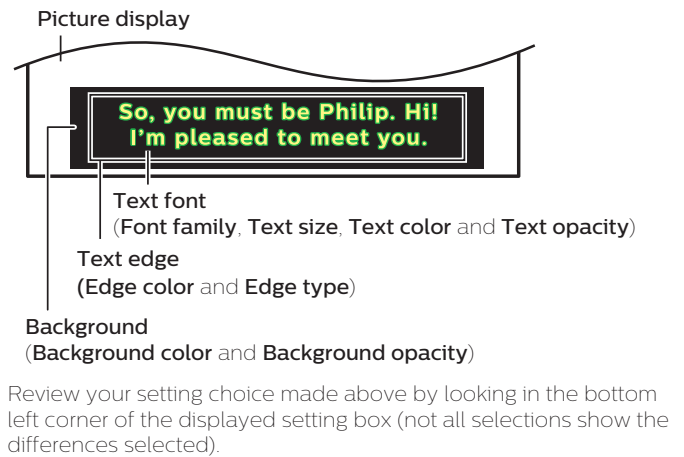 Picture display
So, you must be Philip. Hi!
I'm pleased to meet you.
Text font
(Font family, Text size, Text color and Text opacity)
Text edge
(Edge color and Edge type)
Background
(Background color and Background opacity)
Review your setting choice made above by looking in the bottom
left corner of the displayed setting box (not all selections show the
differences selected).